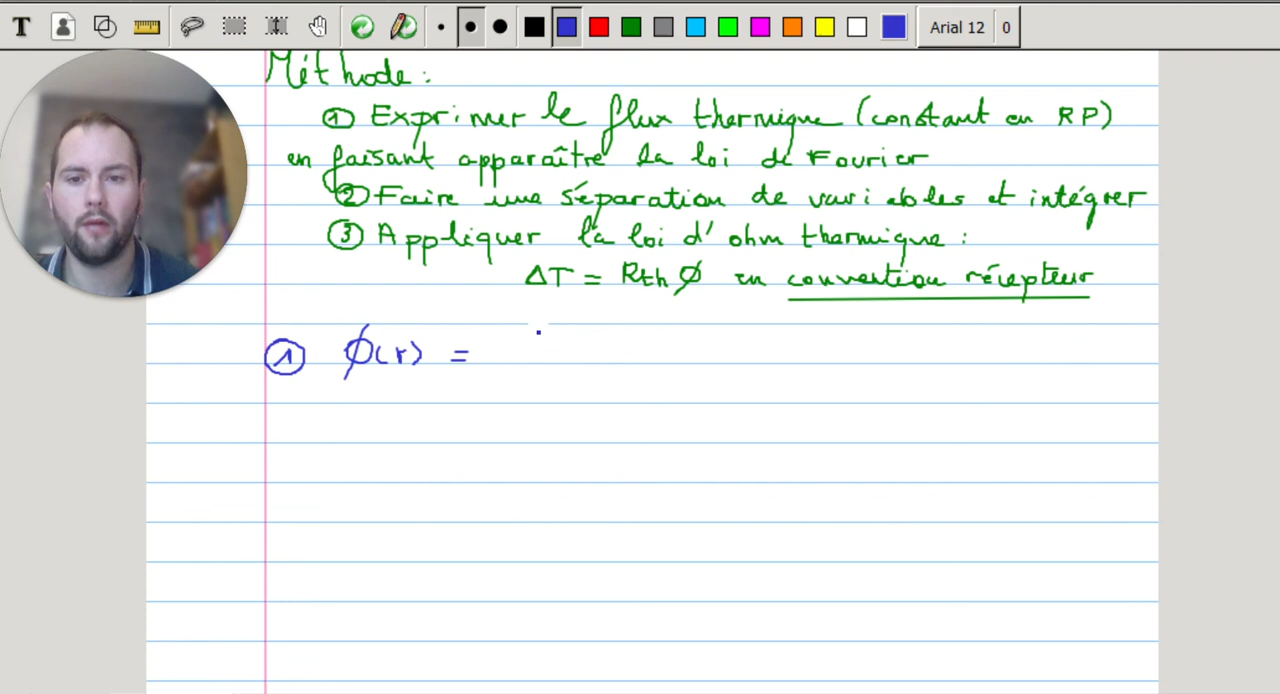 T
Arial 12 0
Méthode :
① Exprimer le flux thermique (constant en RP)
en faisant apparaître la loi de Fourier
② Faire une séparation de variables et intégrer
③ Appliquer la loi d'ohm thermique :
ΔT = Rth ϕ en convention récepteur
① ϕ(r) =